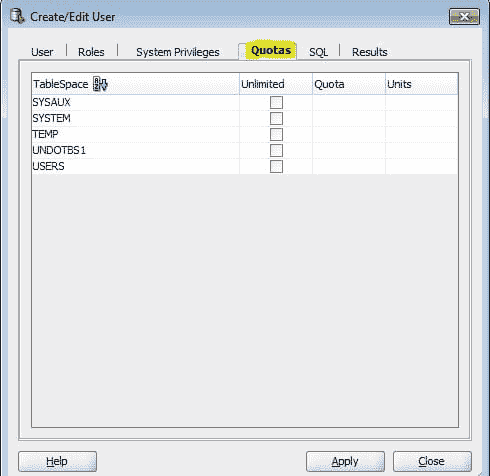 Create/Edit User
User Roles System Privileges Quotas SQL Results
TableSpace Unlimited Quota Units
SYSAUX
SYSTEM
TEMP
UNDOTBS1
USERS
Help Apply Close